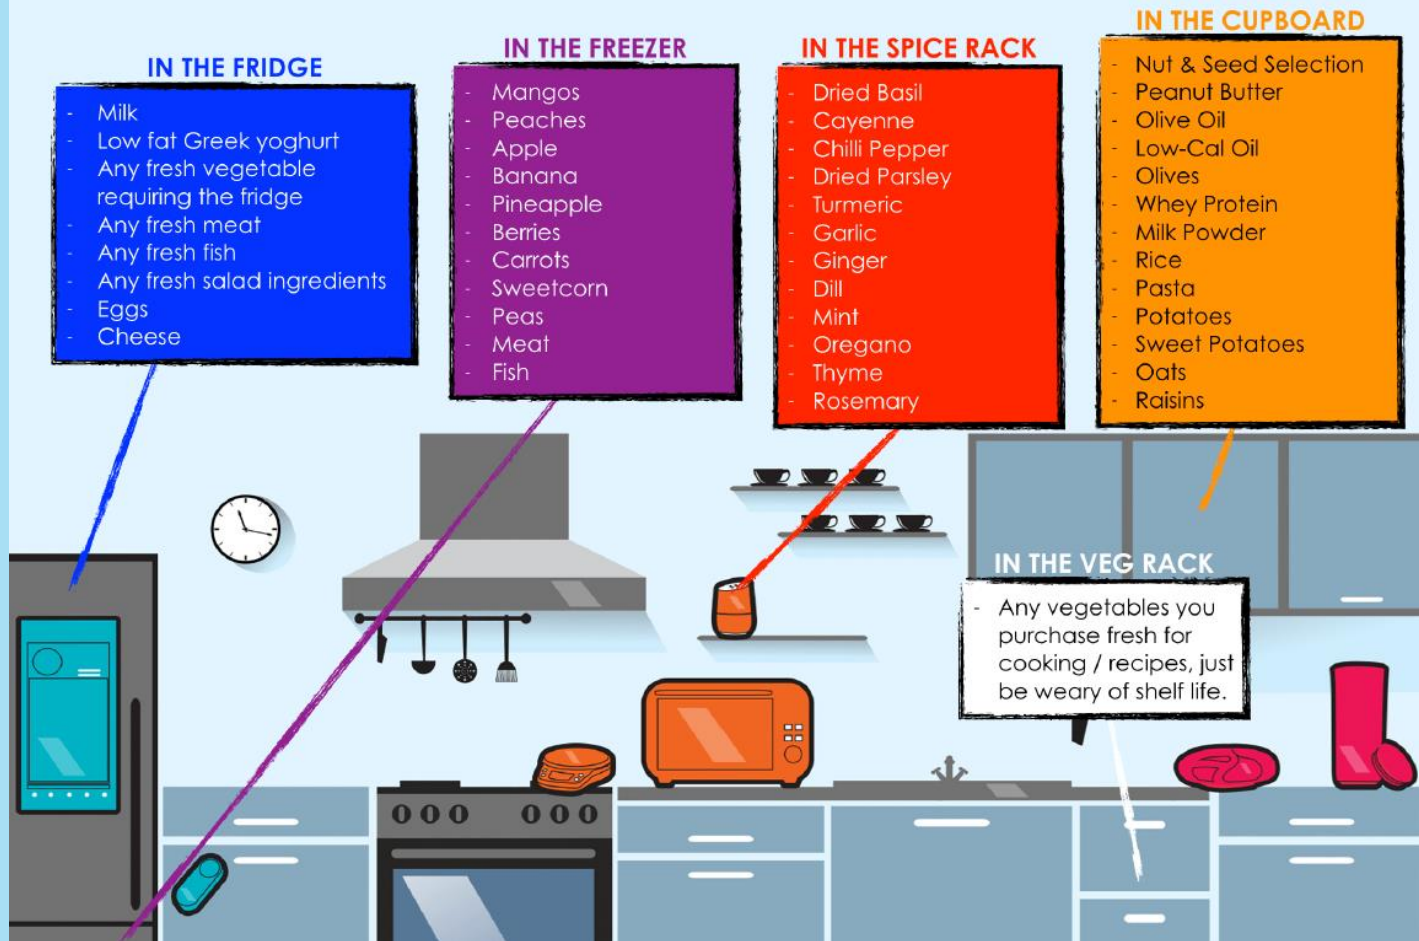 IN THE FRIDGE
- Milk
- Low fat Greek yoghurt
- Any fresh vegetable
requiring the fridge
- Any fresh meat
- Any fresh fish
- Any fresh salad ingredients
- Eggs
- Cheese
IN THE FREEZER
- Mangos
- Peaches
- Apple
- Banana
- Pineapple
- Berries
- Carrots
- Sweetcorn
- Peas
- Meat
- Fish
IN THE SPICE RACK
- Dried Basil
- Cayenne
- Chilli Pepper
- Dried Parsley
- Turmeric
- Garlic
- Ginger
- Dill
- Mint
- Oregano
- Thyme
- Rosemary
IN THE CUPBOARD
- Nut & Seed Selection
- Peanut Butter
- Olive Oil
- Low-Cal Oil
- Olives
- Whey Protein
- Milk Powder
- Rice
- Pasta
- Potatoes
- Sweet Potatoes
- Oats
- Raisins
IN THE VEG RACK
- Any vegetables you
purchase fresh for
cooking / recipes, just
be weary of shelf life.